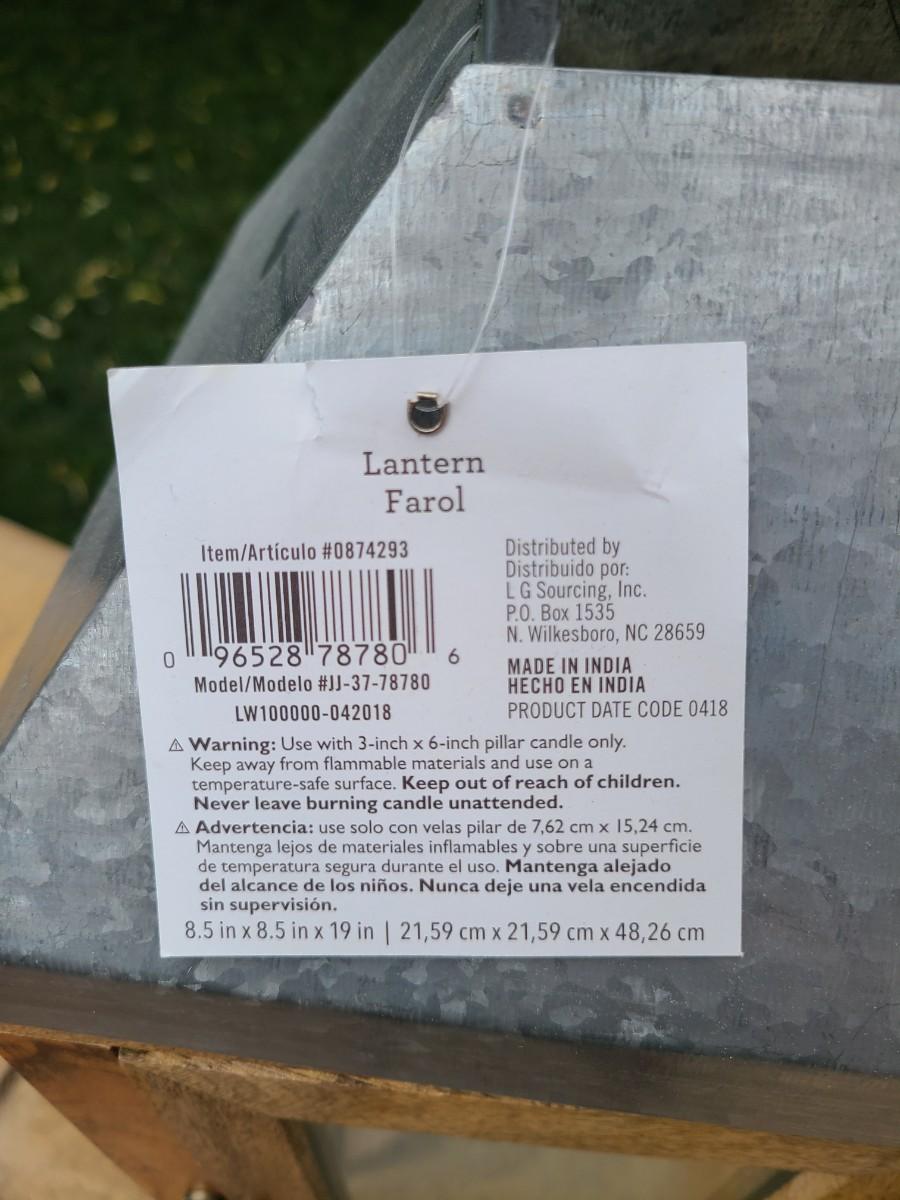 Lantern
Farol
Item/Artículo #0874293
0 96528 78780 6
Model/Modelo #JJ-37-78780
LW100000-042018
Distributed by
Distribuido por:
L G Sourcing, Inc.
P.O. Box 1535
N. Wilkesboro, NC 28659
MADE IN INDIA
HECHO EN INDIA
PRODUCT DATE CODE 0418
⚠ Warning: Use with 3-inch x 6-inch pillar candle only.
Keep away from flammable materials and use on a
temperature-safe surface. Keep out of reach of children.
Never leave burning candle unattended.
⚠ Advertencia: use solo con velas pilar de 7,62 cm x 15,24 cm.
Mantenga lejos de materiales inflamables y sobre una superficie
de temperatura segura durante el uso. Mantenga alejado
del alcance de los niños. Nunca deje una vela encendida
sin supervisión.
8.5 in x 8.5 in x 19 in | 21,59 cm x 21,59 cm x 48,26 cm